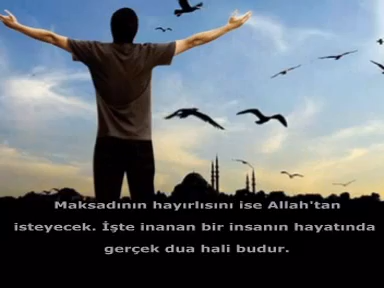 Maksadının hayırlısını ise Allah'tan
isteyecek. İşte inanan bir insanın hayatında
gerçek dua hali budur.